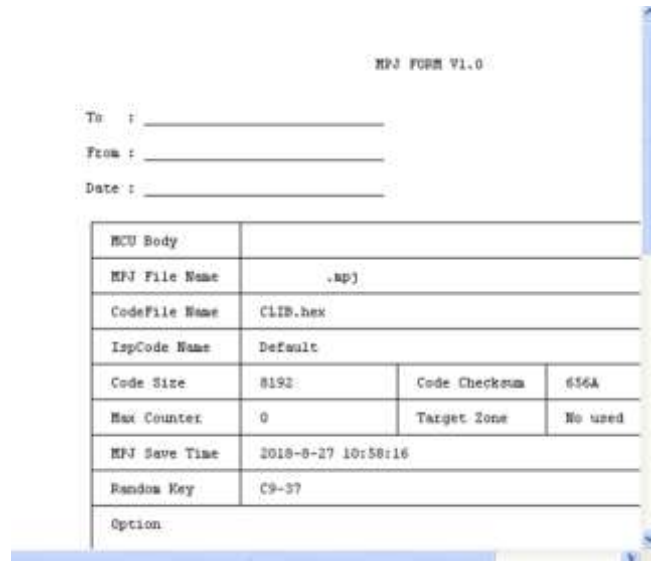 MPJ FORM V1.0
To :
From :
Date :
MCU Body
MPJ File Name .mpj
CodeFile Name CLIB.hex
IspCode Name Default
Code Size 8192 Code Checksum 656A
Max Counter 0 Target Zone No used
MPJ Save Time 2018-8-27 10:58:16
Random Key C9-37
Option